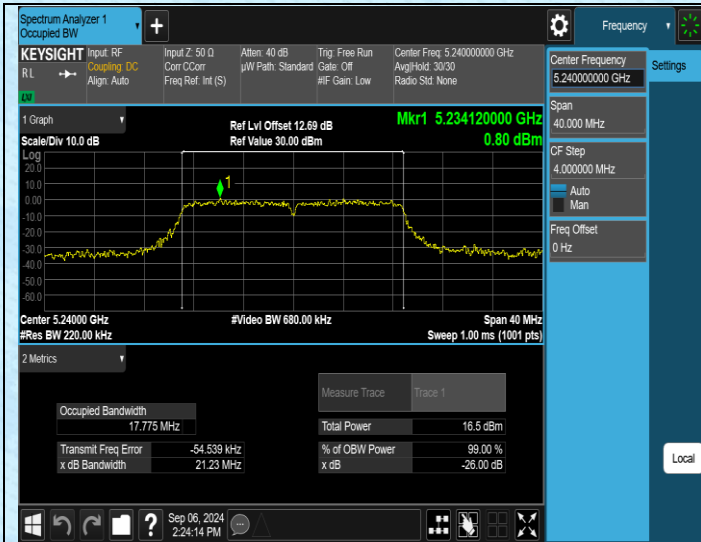 Spectrum Analyzer 1
Occupied BW
+
Frequency
KEYSIGHT
RL
LU
Input: RF
Coupling: DC
Align: Auto
Input Z: 50 Ω
Corr CCorr
Freq Ref: Int (S)
Atten: 40 dB
µW Path: Standard
Trig: Free Run
Gate: Off
#IF Gain: Low
Center Freq: 5.240000000 GHz
Avg|Hold: 30/30
Radio Std: None
1 Graph
Scale/Div 10.0 dB
Ref Lvl Offset 12.69 dB
Ref Value 30.00 dBm
Mkr1 5.234120000 GHz
0.80 dBm
Log
20.0
10.0
0.00
-10.0
-20.0
-30.0
-40.0
-50.0
-60.0
1
Center 5.24000 GHz
#Res BW 220.00 kHz
#Video BW 680.00 kHz
Span 40 MHz
Sweep 1.00 ms (1001 pts)
2 Metrics
Measure Trace
Trace 1
Occupied Bandwidth
17.775 MHz
Total Power
16.5 dBm
Transmit Freq Error
-54.539 kHz
% of OBW Power
99.00 %
x dB Bandwidth
21.23 MHz
x dB
-26.00 dB
Center Frequency
5.240000000 GHz
Span
40.000 MHz
CF Step
4.000000 MHz
Auto
Man
Freq Offset
0 Hz
Settings
Local
?
Sep 06, 2024
2:24:14 PM